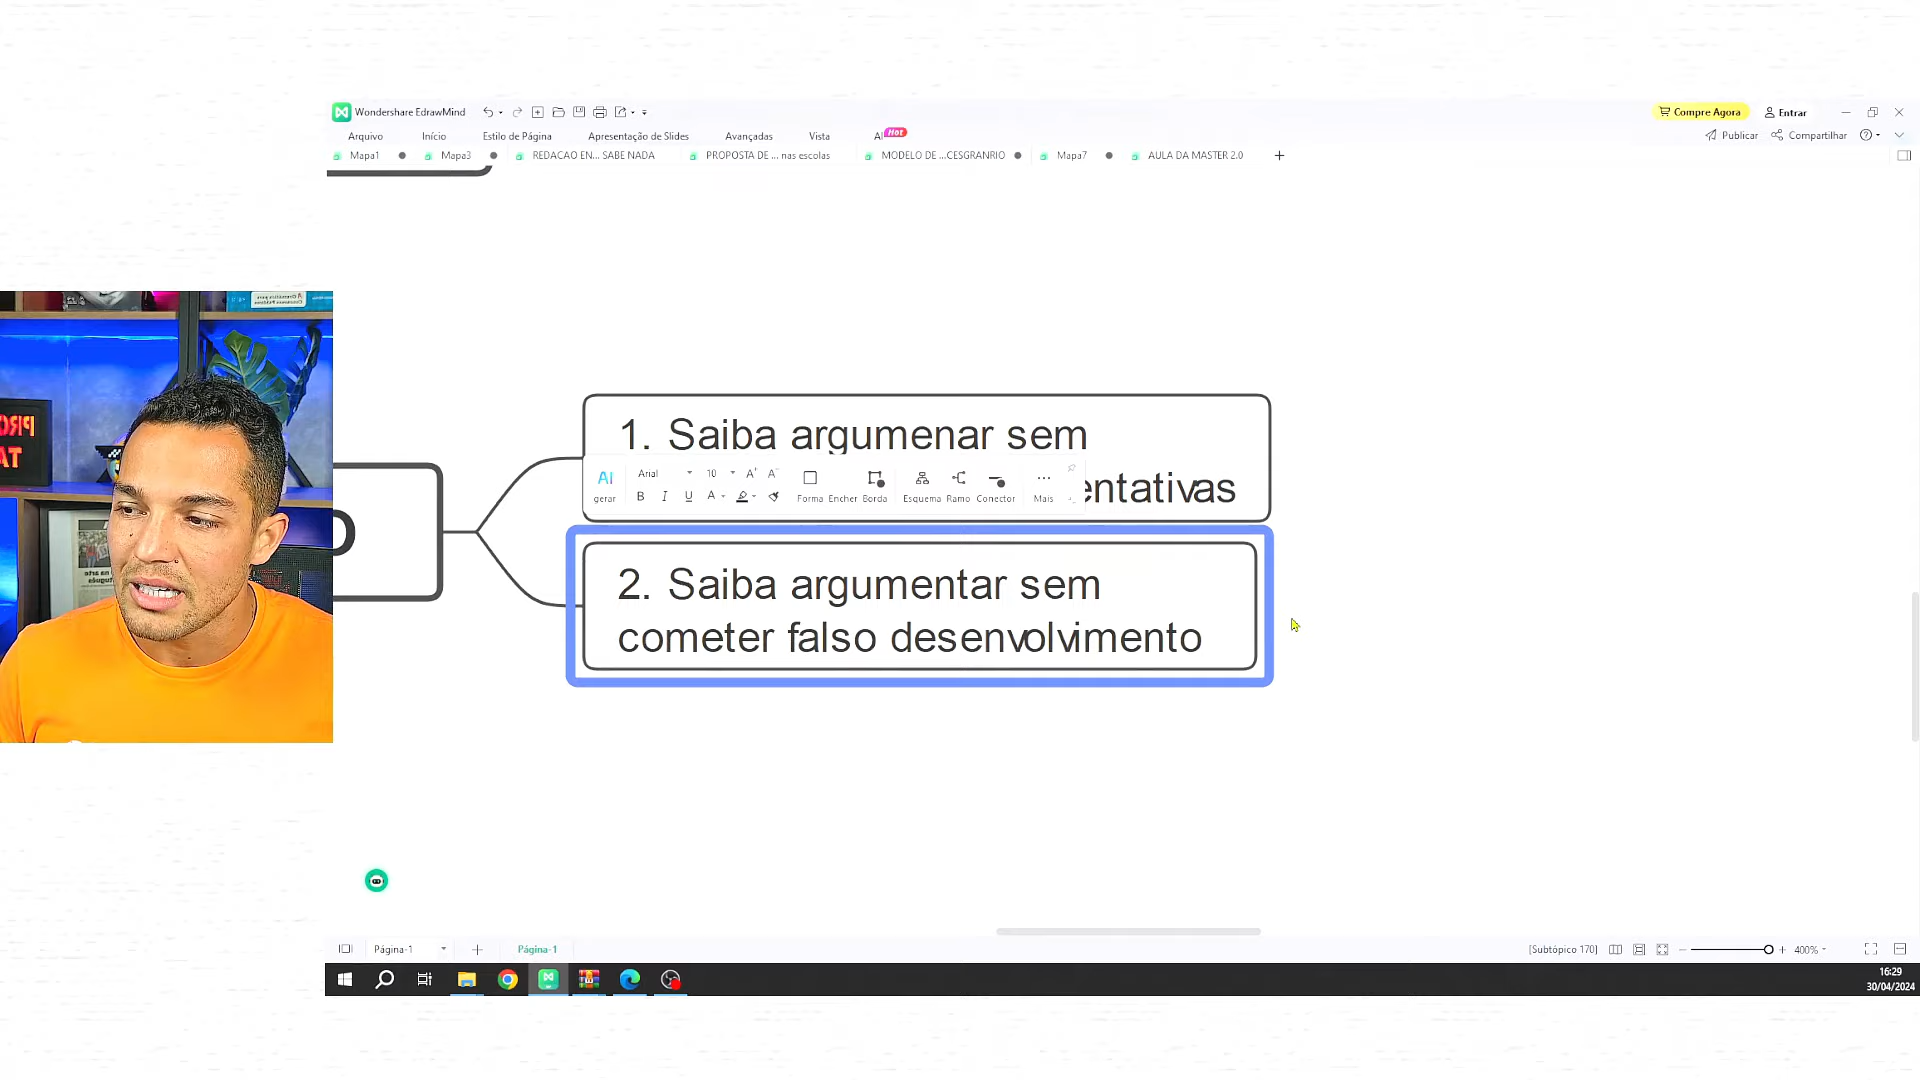 Wondershare EdrawMind
Compre Agora
Entrar
Arquivo
Início
Estilo de Página
Apresentação de Slides
Avançadas
Vista
AI
Hot
Publicar
Compartilhar
Mapa1
Mapa3
REDACAO EN... SABE NADA
PROPOSTA DE ... nas escolas
MODELO DE ...CESGRANRIO
Mapa7
AULA DA MASTER 2.0
1. Saiba argumenar sem
entativas
AI
gerar
Arial
10
Forma
Encher
Borda
Esquema
Ramo
Conector
Mais
2. Saiba argumentar sem
cometer falso desenvolvimento
Página-1
Página-1
[Subtópico 170]
400%
16:29
30/04/2024